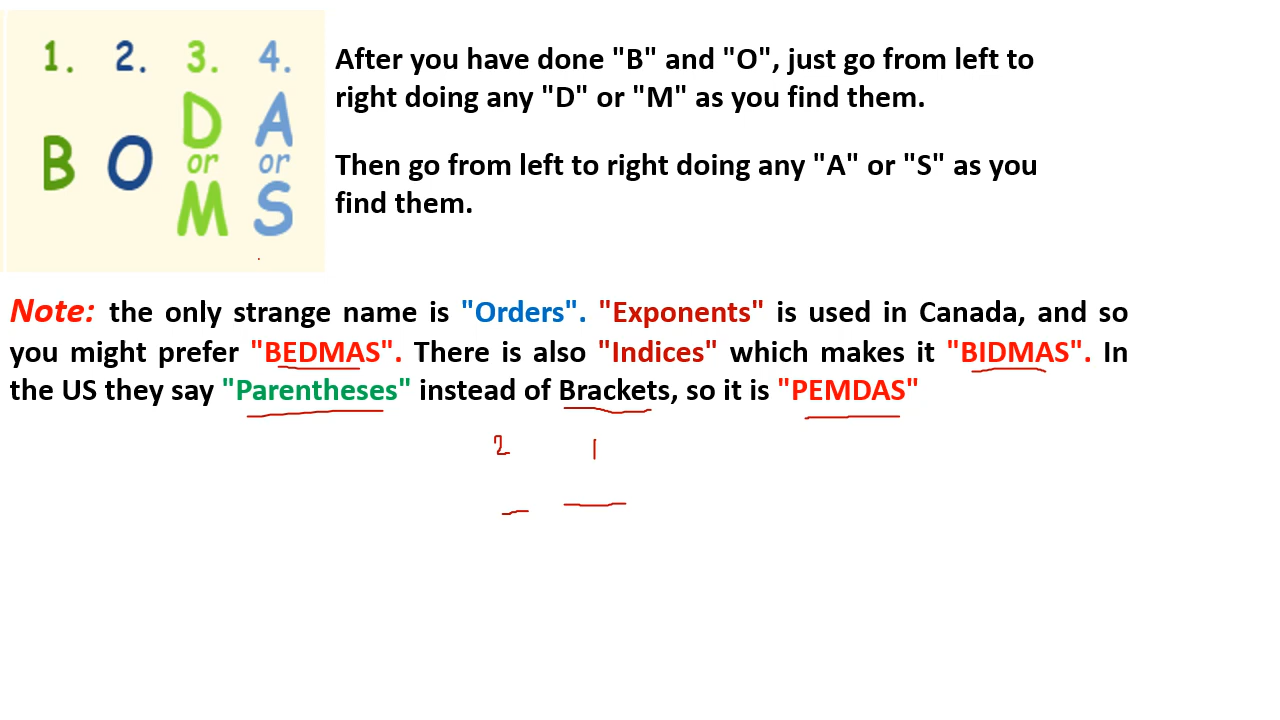 1. 2. 3. 4.
B O D or M A or S
After you have done "B" and "O", just go from left to
right doing any "D" or "M" as you find them.
Then go from left to right doing any "A" or "S" as you
find them.
Note: the only strange name is "Orders". "Exponents" is used in Canada, and so
you might prefer "BEDMAS". There is also "Indices" which makes it "BIDMAS". In
the US they say "Parentheses" instead of Brackets, so it is "PEMDAS"
2 1